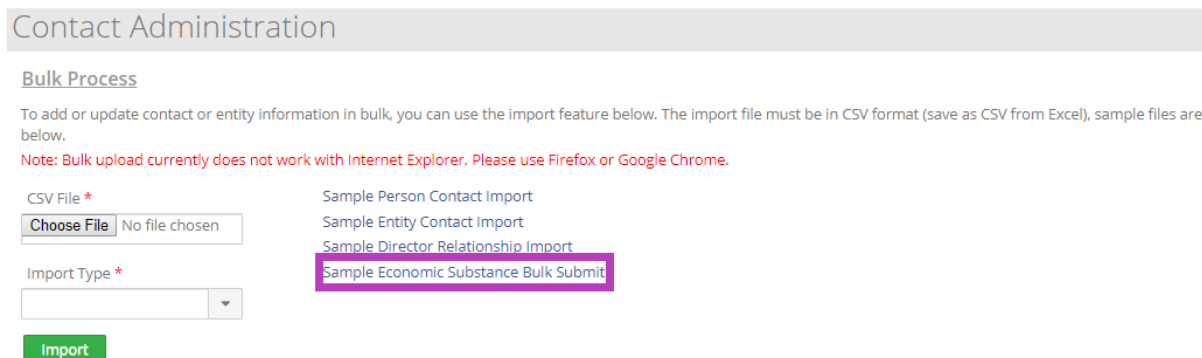 Contact Administration
Bulk Process
To add or update contact or entity information in bulk, you can use the import feature below. The import file must be in CSV format (save as CSV from Excel), sample files are
below.
Note: Bulk upload currently does not work with Internet Explorer. Please use Firefox or Google Chrome.
CSV File *
Choose File No file chosen
Import Type *
Import
Sample Person Contact Import
Sample Entity Contact Import
Sample Director Relationship Import
Sample Economic Substance Bulk Submit